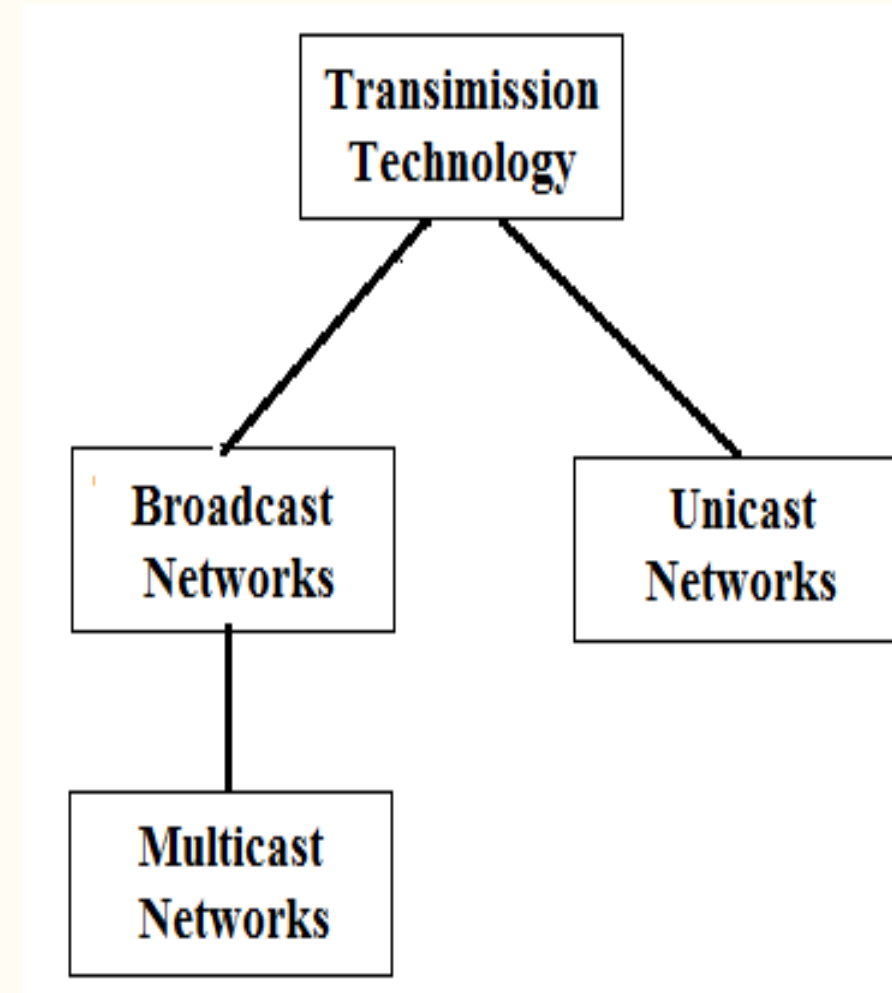 Transimission
Technology
Broadcast
Networks
Unicast
Networks
Multicast
Networks